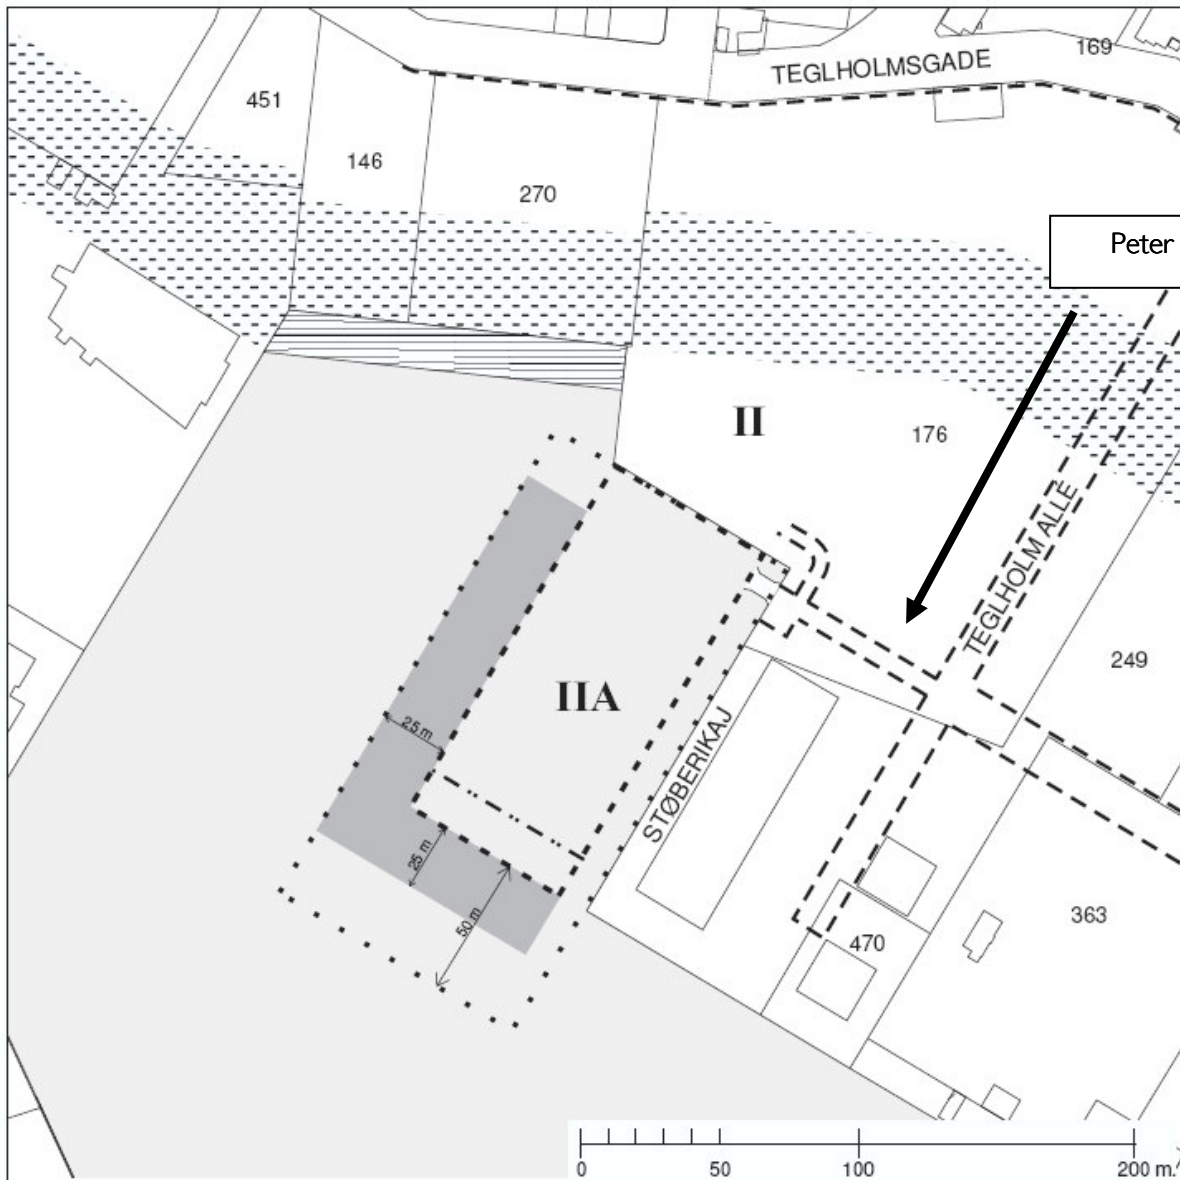 TEGLHOLMSGADE
169
451
146
270
Peter
II
176
TEGLHOLM ALLÉ
249
IIA
25 m
STØBERIKAJ
25 m
50 m
363
470
0 50 100 200 m.